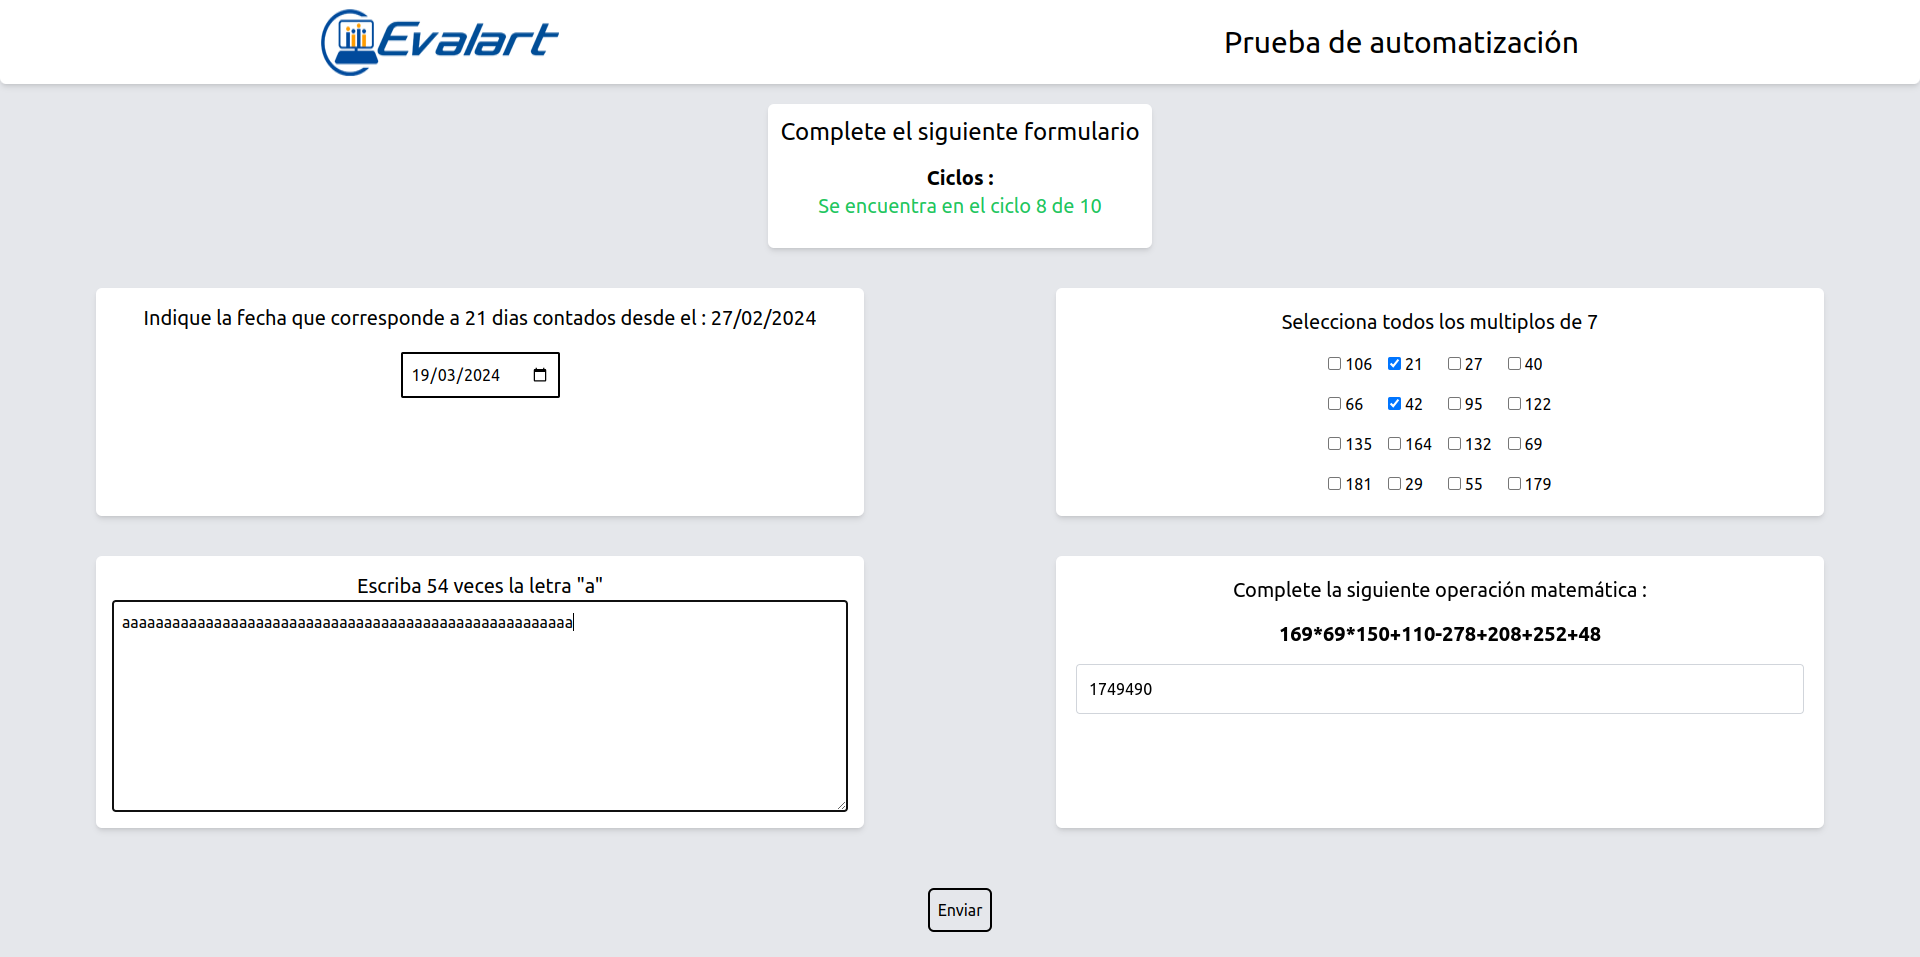 Evalart
Prueba de automatización
Complete el siguiente formulario
Ciclos :
Se encuentra en el ciclo 8 de 10
Indique la fecha que corresponde a 21 dias contados desde el : 27/02/2024
19/03/2024
Selecciona todos los multiplos de 7
106 21 27 40
66 42 95 122
135 164 132 69
181 29 55 179
Escriba 54 veces la letra "a"
aaaaaaaaaaaaaaaaaaaaaaaaaaaaaaaaaaaaaaaaaaaaaaaaaaaaaa
Complete la siguiente operación matemática :
169*69*150+110-278+208+252+48
1749490
Enviar